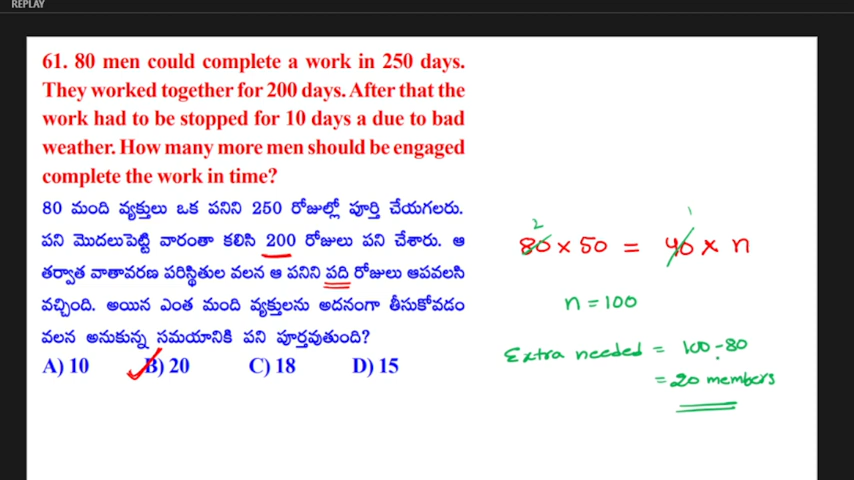 REPLAY
61. 80 men could complete a work in 250 days.
They worked together for 200 days. After that the
work had to be stopped for 10 days a due to bad
weather. How many more men should be engaged
complete the work in time?
80 మంది వ్యక్తులు ఒక పనిని 250 రోజుల్లో పూర్తి చేయగలరు.
పని మొదలుపెట్టి వారంతా కలిసి 200 రోజులు పని చేశారు. ఆ
తర్వాత వాతావరణ పరిస్థితుల వలన ఆ పనిని పది రోజులు ఆపవలసి
వచ్చింది. అయిన ఎంత మంది వ్యక్తులను అదనంగా తీసుకోవడం
వలన అనుకున్న సమయానికి పని పూర్తవుతుంది?
A) 10 B) 20 C) 18 D) 15
2 1
80 × 50 = 40 × n
n = 100
Extra needed = 100 - 80
= 20 members